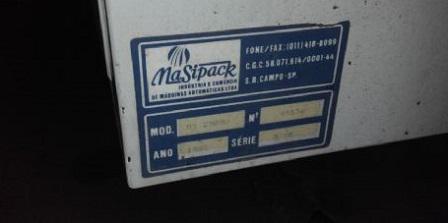 MaSipack
INDÚSTRIA E COMÉRCIO
DE MÁQUINAS AUTOMÁTICAS LTDA
FONE/FAX: (011) 418-8099
C.G.C. 58.071.614/0001-44
S.B. CAMPO-SP.
MOD. Nº
ANO SÉRIE